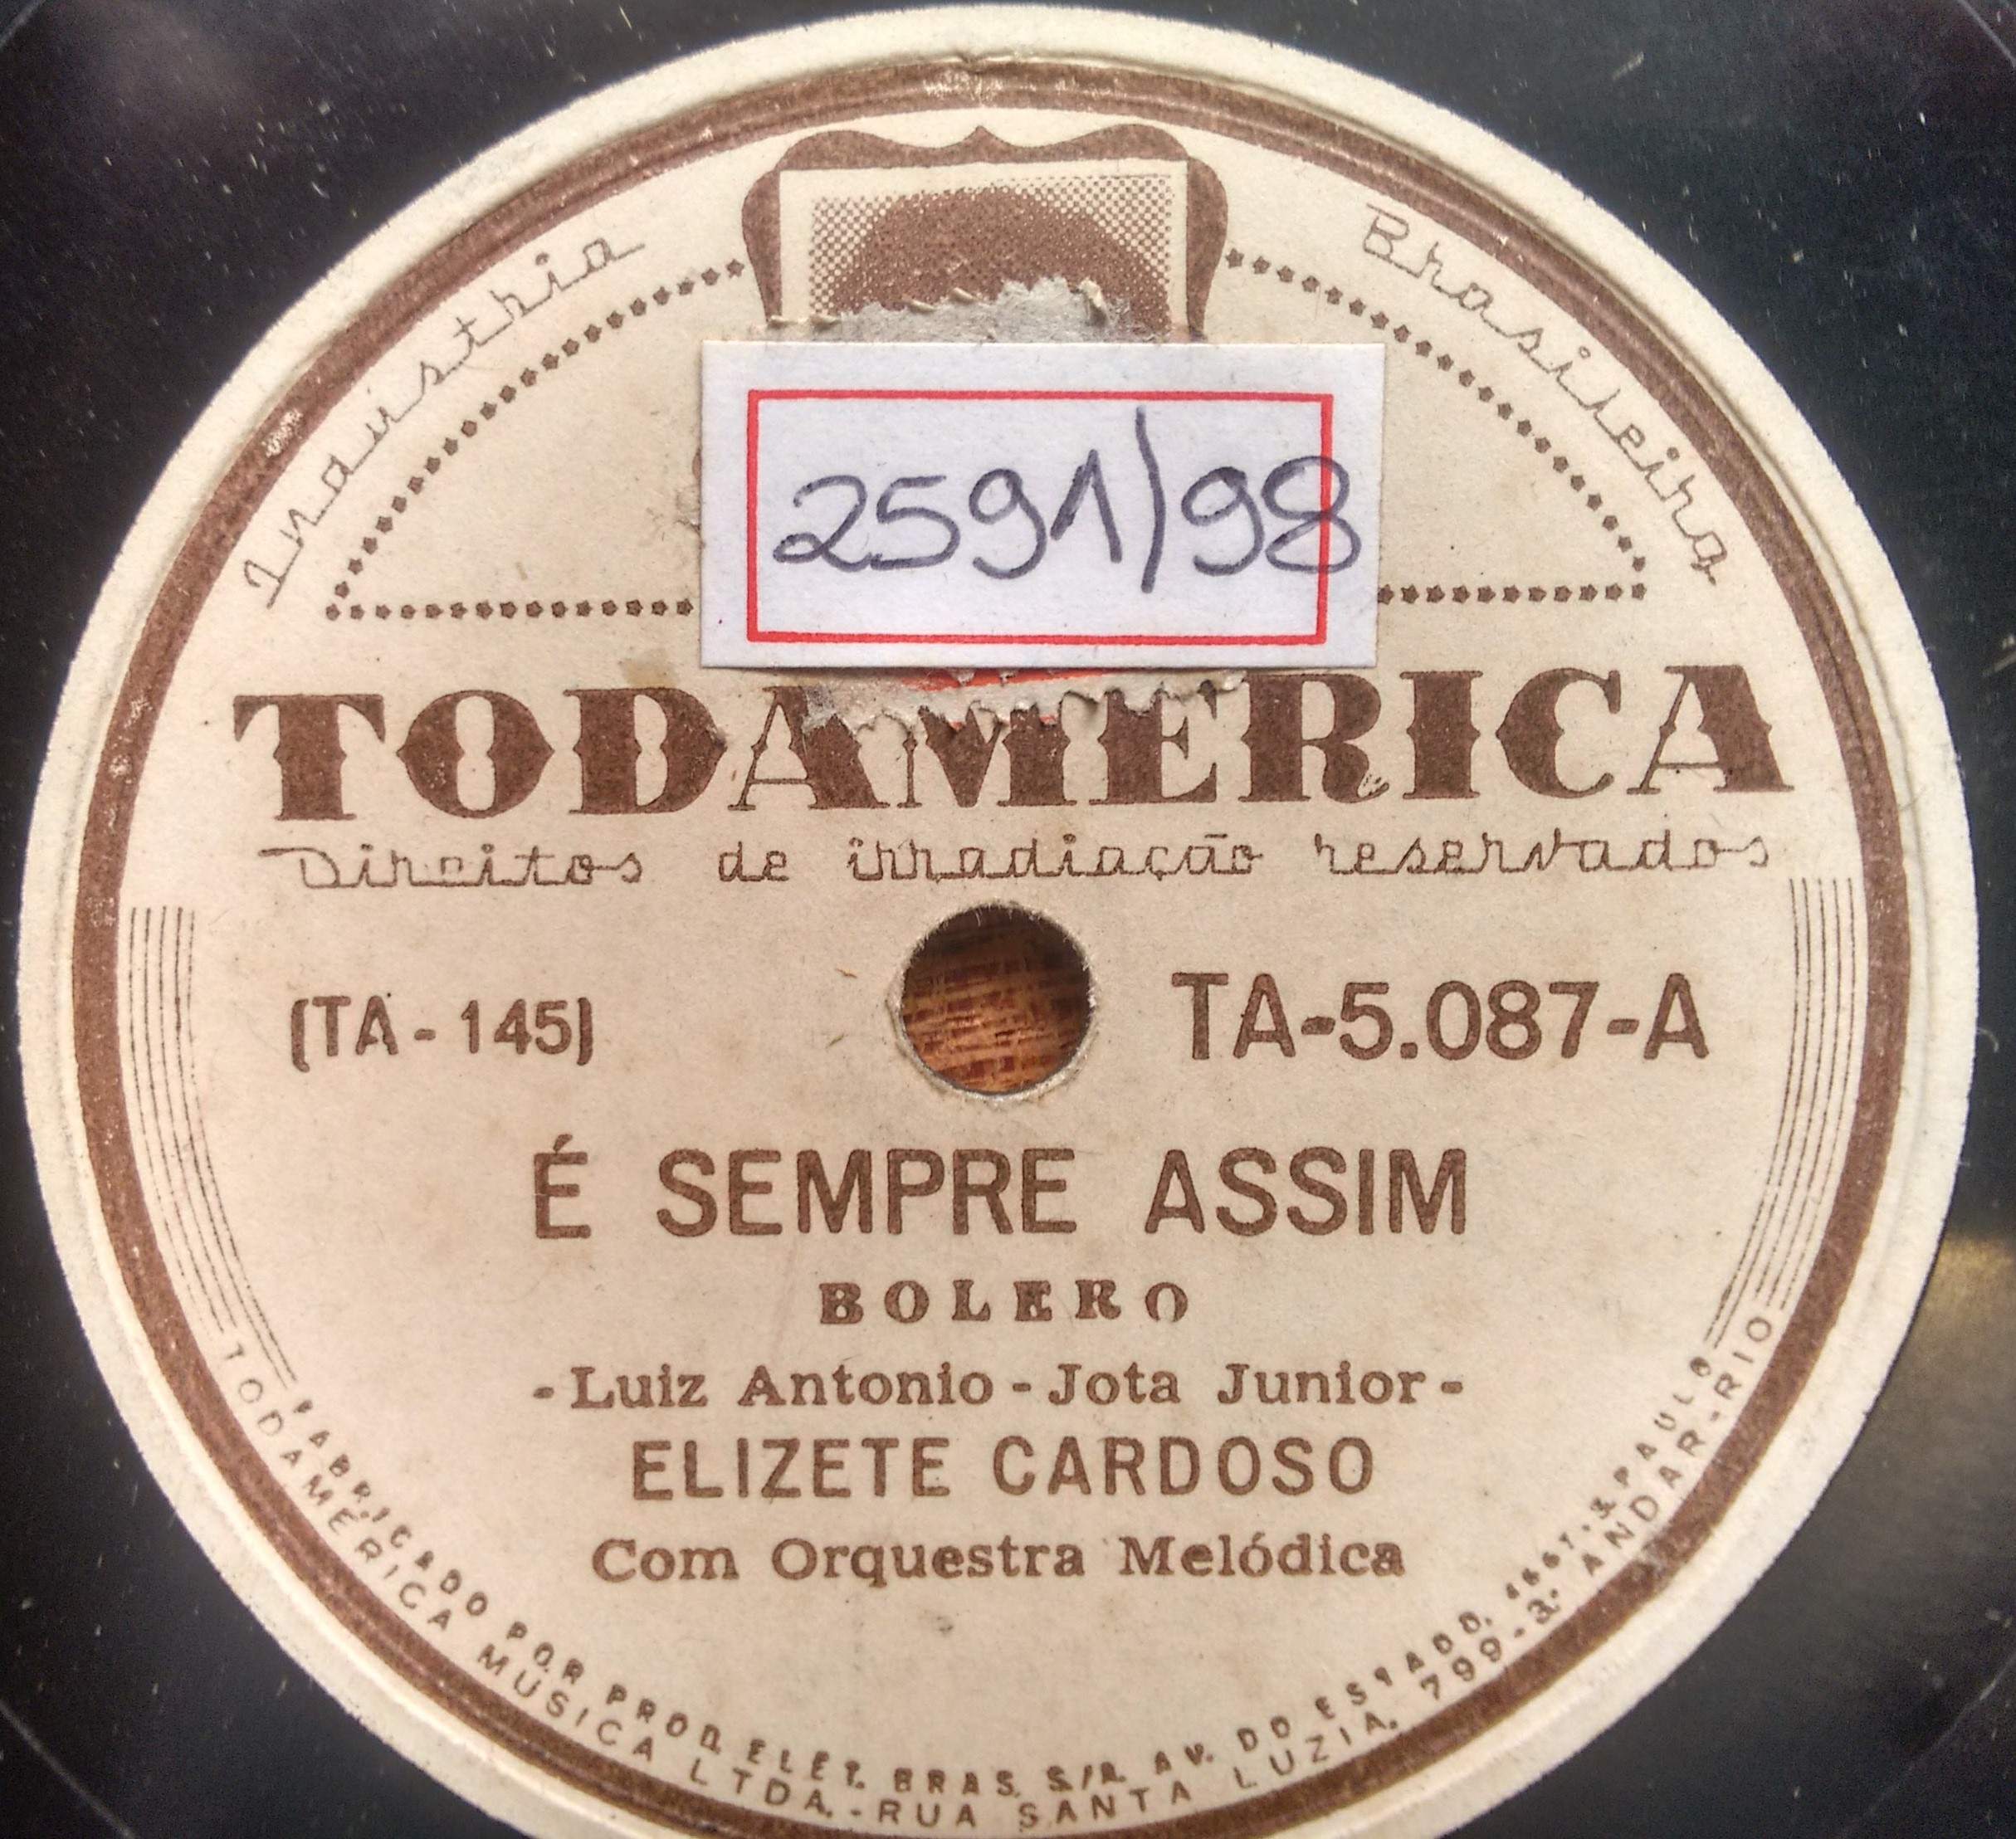 Industria Brasileira
2591/98
TODAMERICA
Direitos de irradiação reservados
(TA-145)
TA-5.087-A
É SEMPRE ASSIM
BOLERO
-Luiz Antonio-Jota Junior-
ELIZETE CARDOSO
Com Orquestra Melódica
FABRICADO POR PROD. ELET. BRAS. S/A. AV. DO ESTADO, 4667-S. PAULO
TODAMERICA MUSICA LTDA.-RUA SANTA LUZIA, 799-3.º ANDAR-RIO